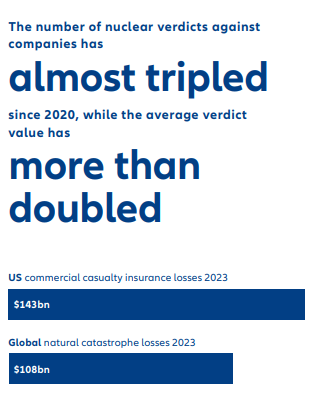 The number of nuclear verdicts against
companies has
almost tripled
since 2020, while the average verdict
value has
more than
doubled
US commercial casualty insurance losses 2023
$143bn
Global natural catastrophe losses 2023
$108bn